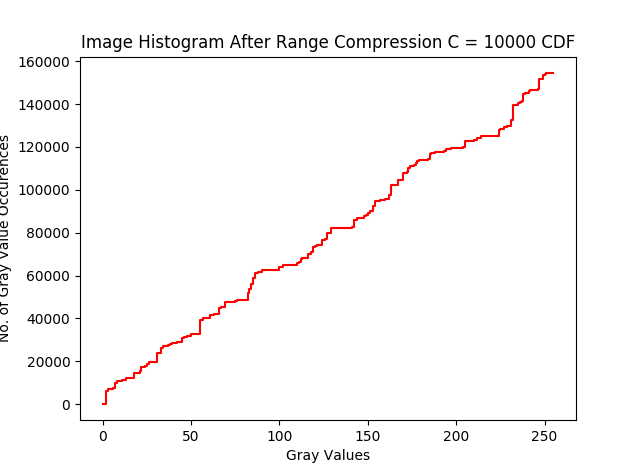 Image Histogram After Range Compression C = 10000 CDF
160000
140000
120000
100000
80000
60000
40000
20000
0
No. of Gray Value Occurences
0 50 100 150 200 250
Gray Values